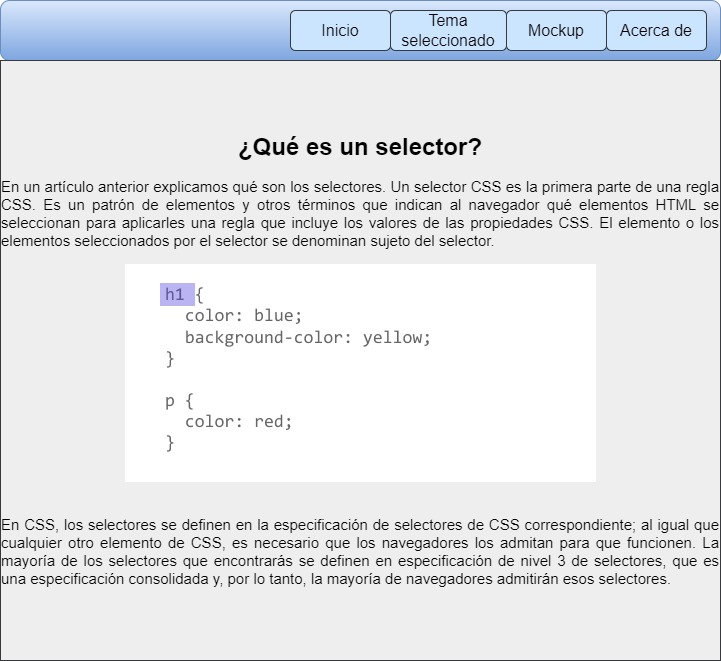 Inicio
Tema
seleccionado
Mockup
Acerca de
¿Qué es un selector?
En un artículo anterior explicamos qué son los selectores. Un selector CSS es la primera parte de una regla
CSS. Es un patrón de elementos y otros términos que indican al navegador qué elementos HTML se
seleccionan para aplicarles una regla que incluye los valores de las propiedades CSS. El elemento o los
elementos seleccionados por el selector se denominan sujeto del selector.
h1 {
color: blue;
background-color: yellow;
}
p {
color: red;
}
En CSS, los selectores se definen en la especificación de selectores de CSS correspondiente; al igual que
cualquier otro elemento de CSS, es necesario que los navegadores los admitan para que funcionen. La
mayoría de los selectores que encontrarás se definen en especificación de nivel 3 de selectores, que es
una especificación consolidada y, por lo tanto, la mayoría de navegadores admitirán esos selectores.